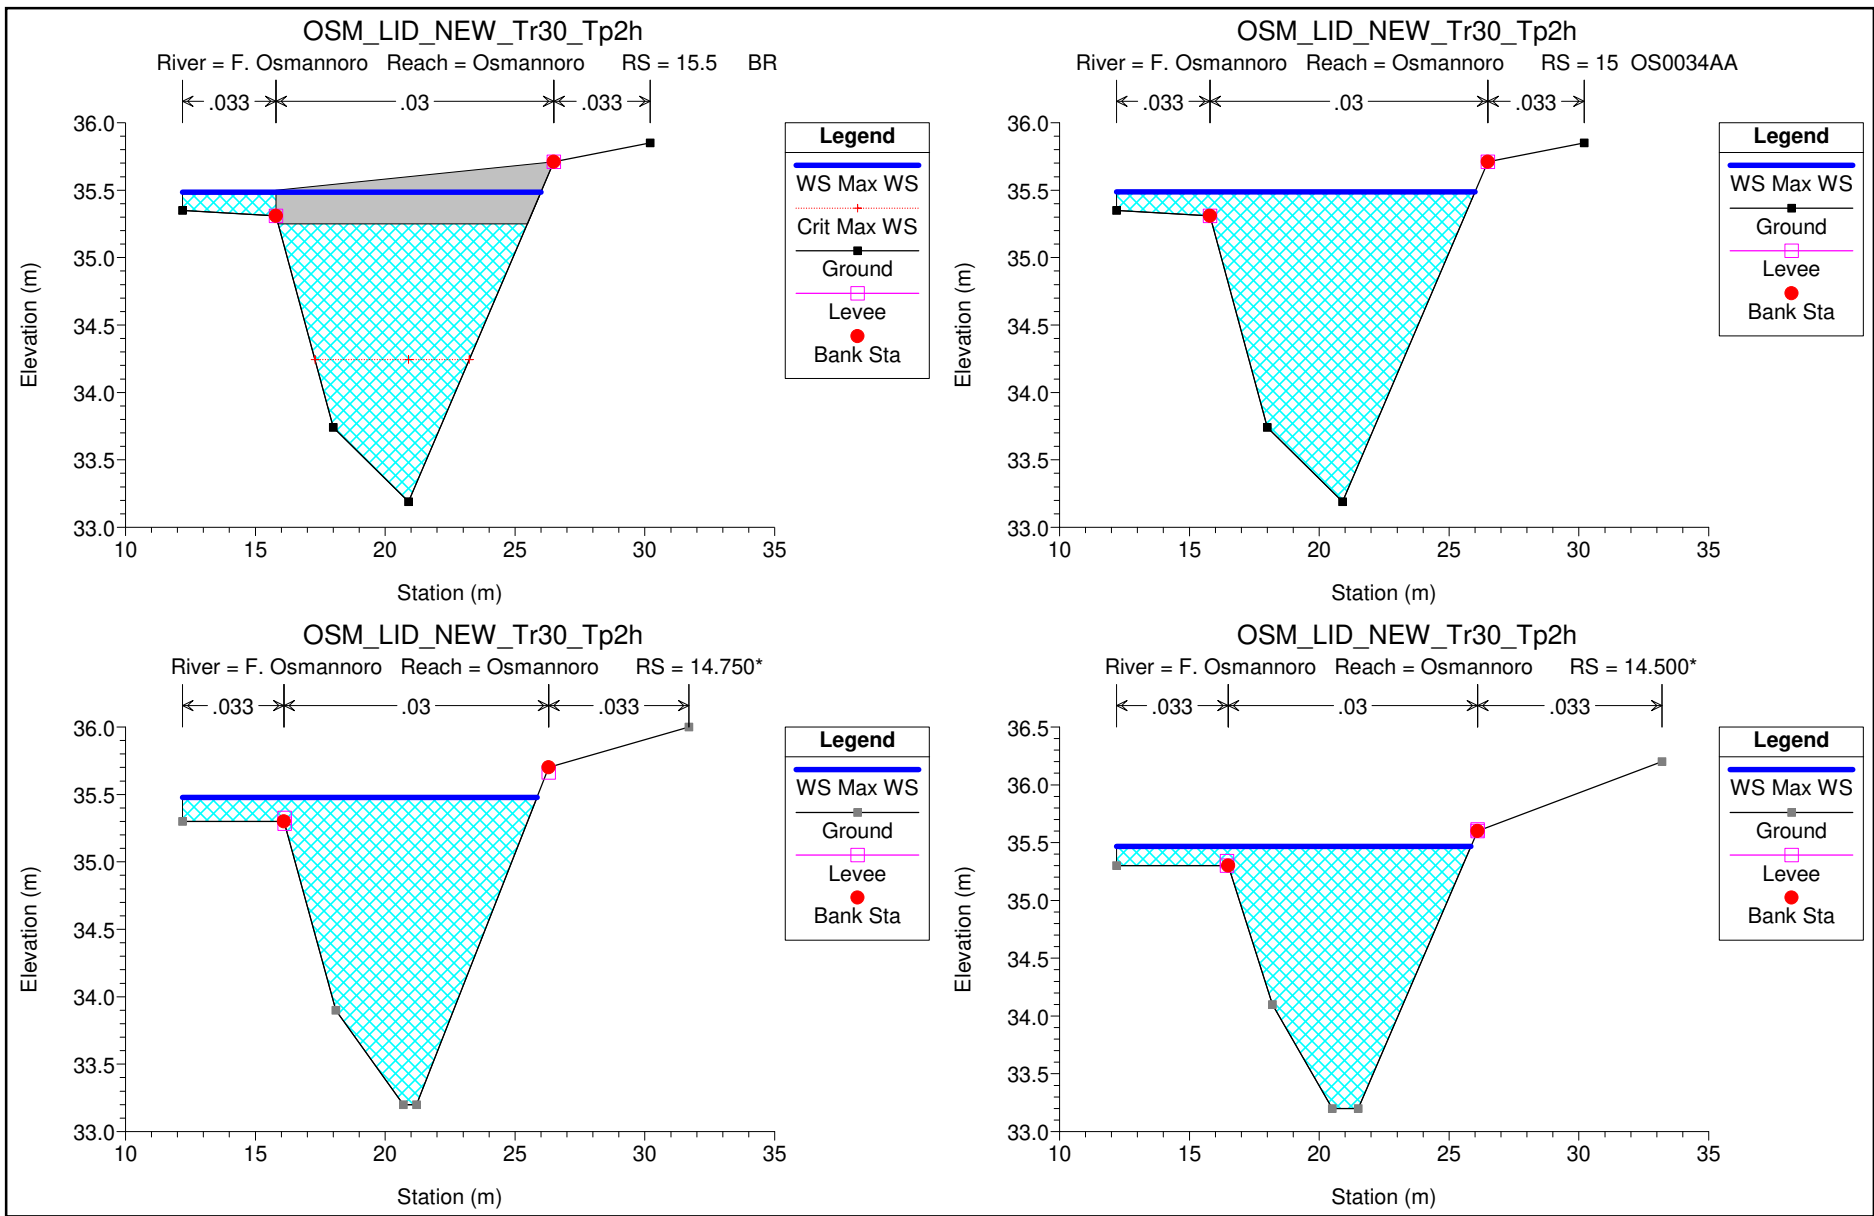 OSM_LID_NEW_Tr30_Tp2h
River = F. Osmannoro Reach = Osmannoro RS = 15.5 BR
.033 .03 .033
36.0
35.5
35.0
34.5
34.0
33.5
33.0
Elevation (m)
10 15 20 25 30 35
Station (m)
Legend
WS Max WS
Crit Max WS
Ground
Levee
Bank Sta
OSM_LID_NEW_Tr30_Tp2h
River = F. Osmannoro Reach = Osmannoro RS = 15 OS0034AA
.033 .03 .033
36.0
35.5
35.0
34.5
34.0
33.5
33.0
Elevation (m)
10 15 20 25 30 35
Station (m)
Legend
WS Max WS
Ground
Levee
Bank Sta
OSM_LID_NEW_Tr30_Tp2h
River = F. Osmannoro Reach = Osmannoro RS = 14.750*
.033 .03 .033
36.0
35.5
35.0
34.5
34.0
33.5
33.0
Elevation (m)
10 15 20 25 30 35
Station (m)
Legend
WS Max WS
Ground
Levee
Bank Sta
OSM_LID_NEW_Tr30_Tp2h
River = F. Osmannoro Reach = Osmannoro RS = 14.500*
.033 .03 .033
36.5
36.0
35.5
35.0
34.5
34.0
33.5
33.0
Elevation (m)
10 15 20 25 30 35
Station (m)
Legend
WS Max WS
Ground
Levee
Bank Sta